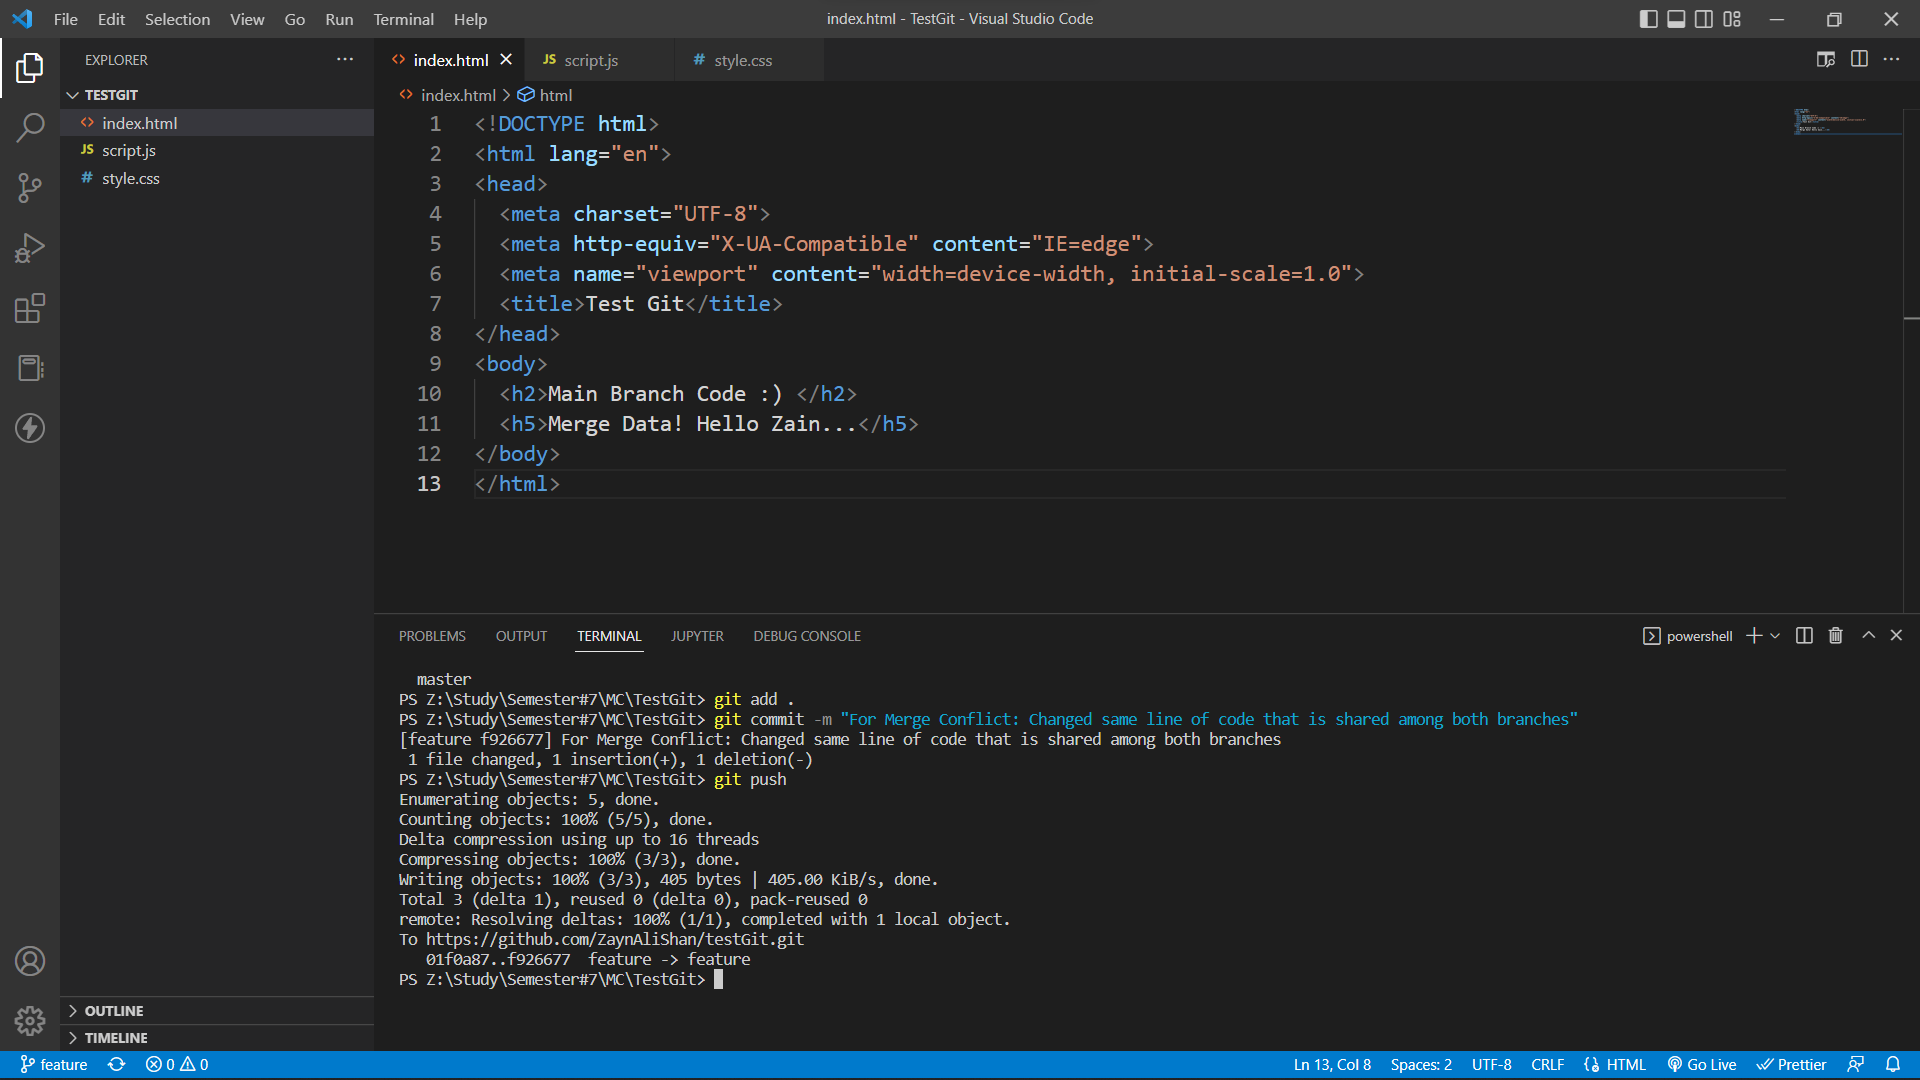 File Edit Selection View Go Run Terminal Help
index.html - TestGit - Visual Studio Code
EXPLORER
TESTGIT
index.html
JS script.js
# style.css
OUTLINE
TIMELINE
index.html
JS script.js
# style.css
index.html > html
1 <!DOCTYPE html>
2 <html lang="en">
3 <head>
4 <meta charset="UTF-8">
5 <meta http-equiv="X-UA-Compatible" content="IE=edge">
6 <meta name="viewport" content="width=device-width, initial-scale=1.0">
7 <title>Test Git</title>
8 </head>
9 <body>
10 <h2>Main Branch Code :) </h2>
11 <h5>Merge Data! Hello Zain...</h5>
12 </body>
13 </html>
PROBLEMS OUTPUT TERMINAL JUPYTER DEBUG CONSOLE
powershell
master
PS Z:\Study\Semester#7\MC\TestGit> git add .
PS Z:\Study\Semester#7\MC\TestGit> git commit -m "For Merge Conflict: Changed same line of code that is shared among both branches"
[feature f926677] For Merge Conflict: Changed same line of code that is shared among both branches
1 file changed, 1 insertion(+), 1 deletion(-)
PS Z:\Study\Semester#7\MC\TestGit> git push
Enumerating objects: 5, done.
Counting objects: 100% (5/5), done.
Delta compression using up to 16 threads
Compressing objects: 100% (3/3), done.
Writing objects: 100% (3/3), 405 bytes | 405.00 KiB/s, done.
Total 3 (delta 1), reused 0 (delta 0), pack-reused 0
remote: Resolving deltas: 100% (1/1), completed with 1 local object.
To https://github.com/ZaynAliShan/testGit.git
01f0a87..f926677 feature -> feature
PS Z:\Study\Semester#7\MC\TestGit>
feature 0 0 Ln 13, Col 8 Spaces: 2 UTF-8 CRLF HTML Go Live Prettier